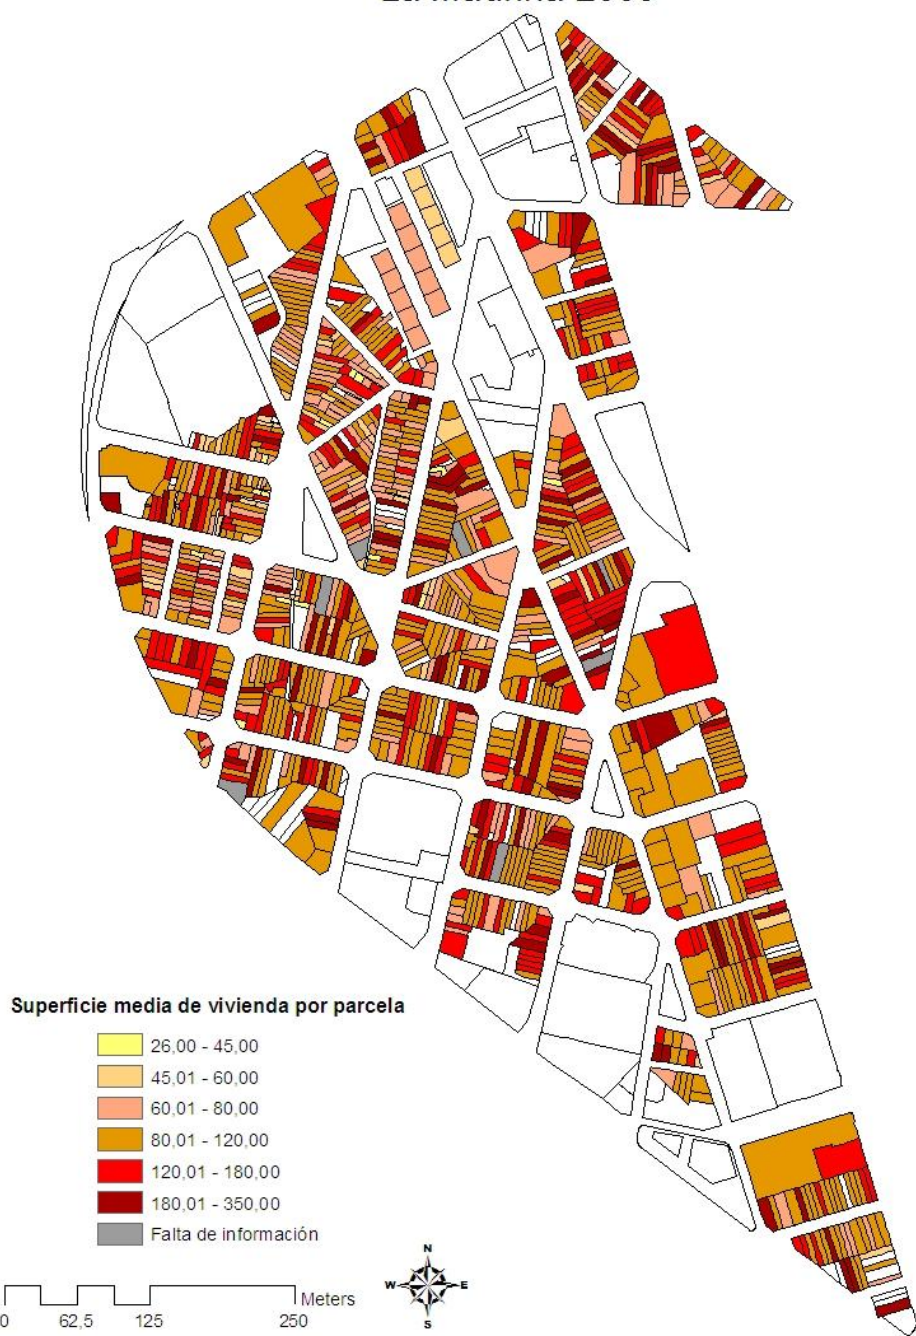 Superficie media de vivienda por parcela
26,00 - 45,00
45,01 - 60,00
60,01 - 80,00
80,01 - 120,00
120,01 - 180,00
180,01 - 350,00
Falta de información
N
W E
S
Meters
0 62,5 125 250